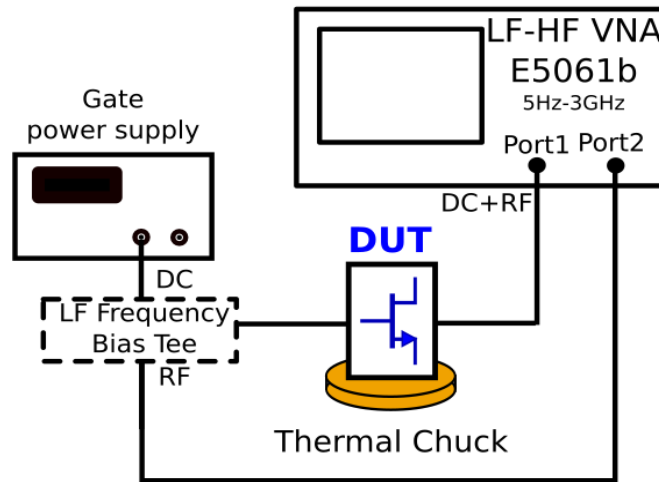 LF-HF VNA
E5061b
5Hz-3GHz
Port1 Port2
Gate
power supply
DC+RF
DUT
DC
LF Frequency
Bias Tee
RF
Thermal Chuck